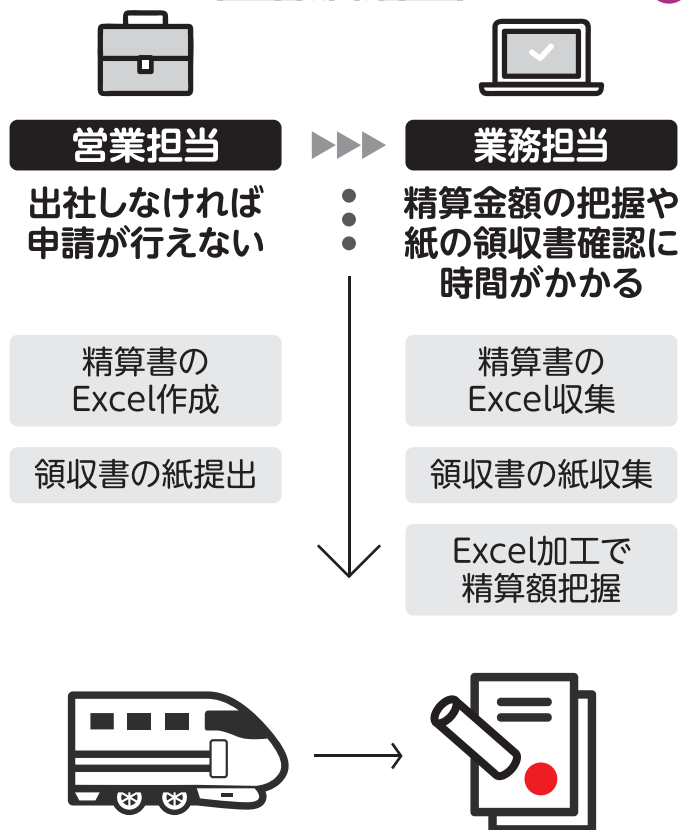 営業担当
業務担当
出社しなければ
申請が行えない
精算金額の把握や
紙の領収書確認に
時間がかかる
精算書の
Excel作成
領収書の紙提出
精算書の
Excel収集
領収書の紙収集
Excel加工で
精算額把握